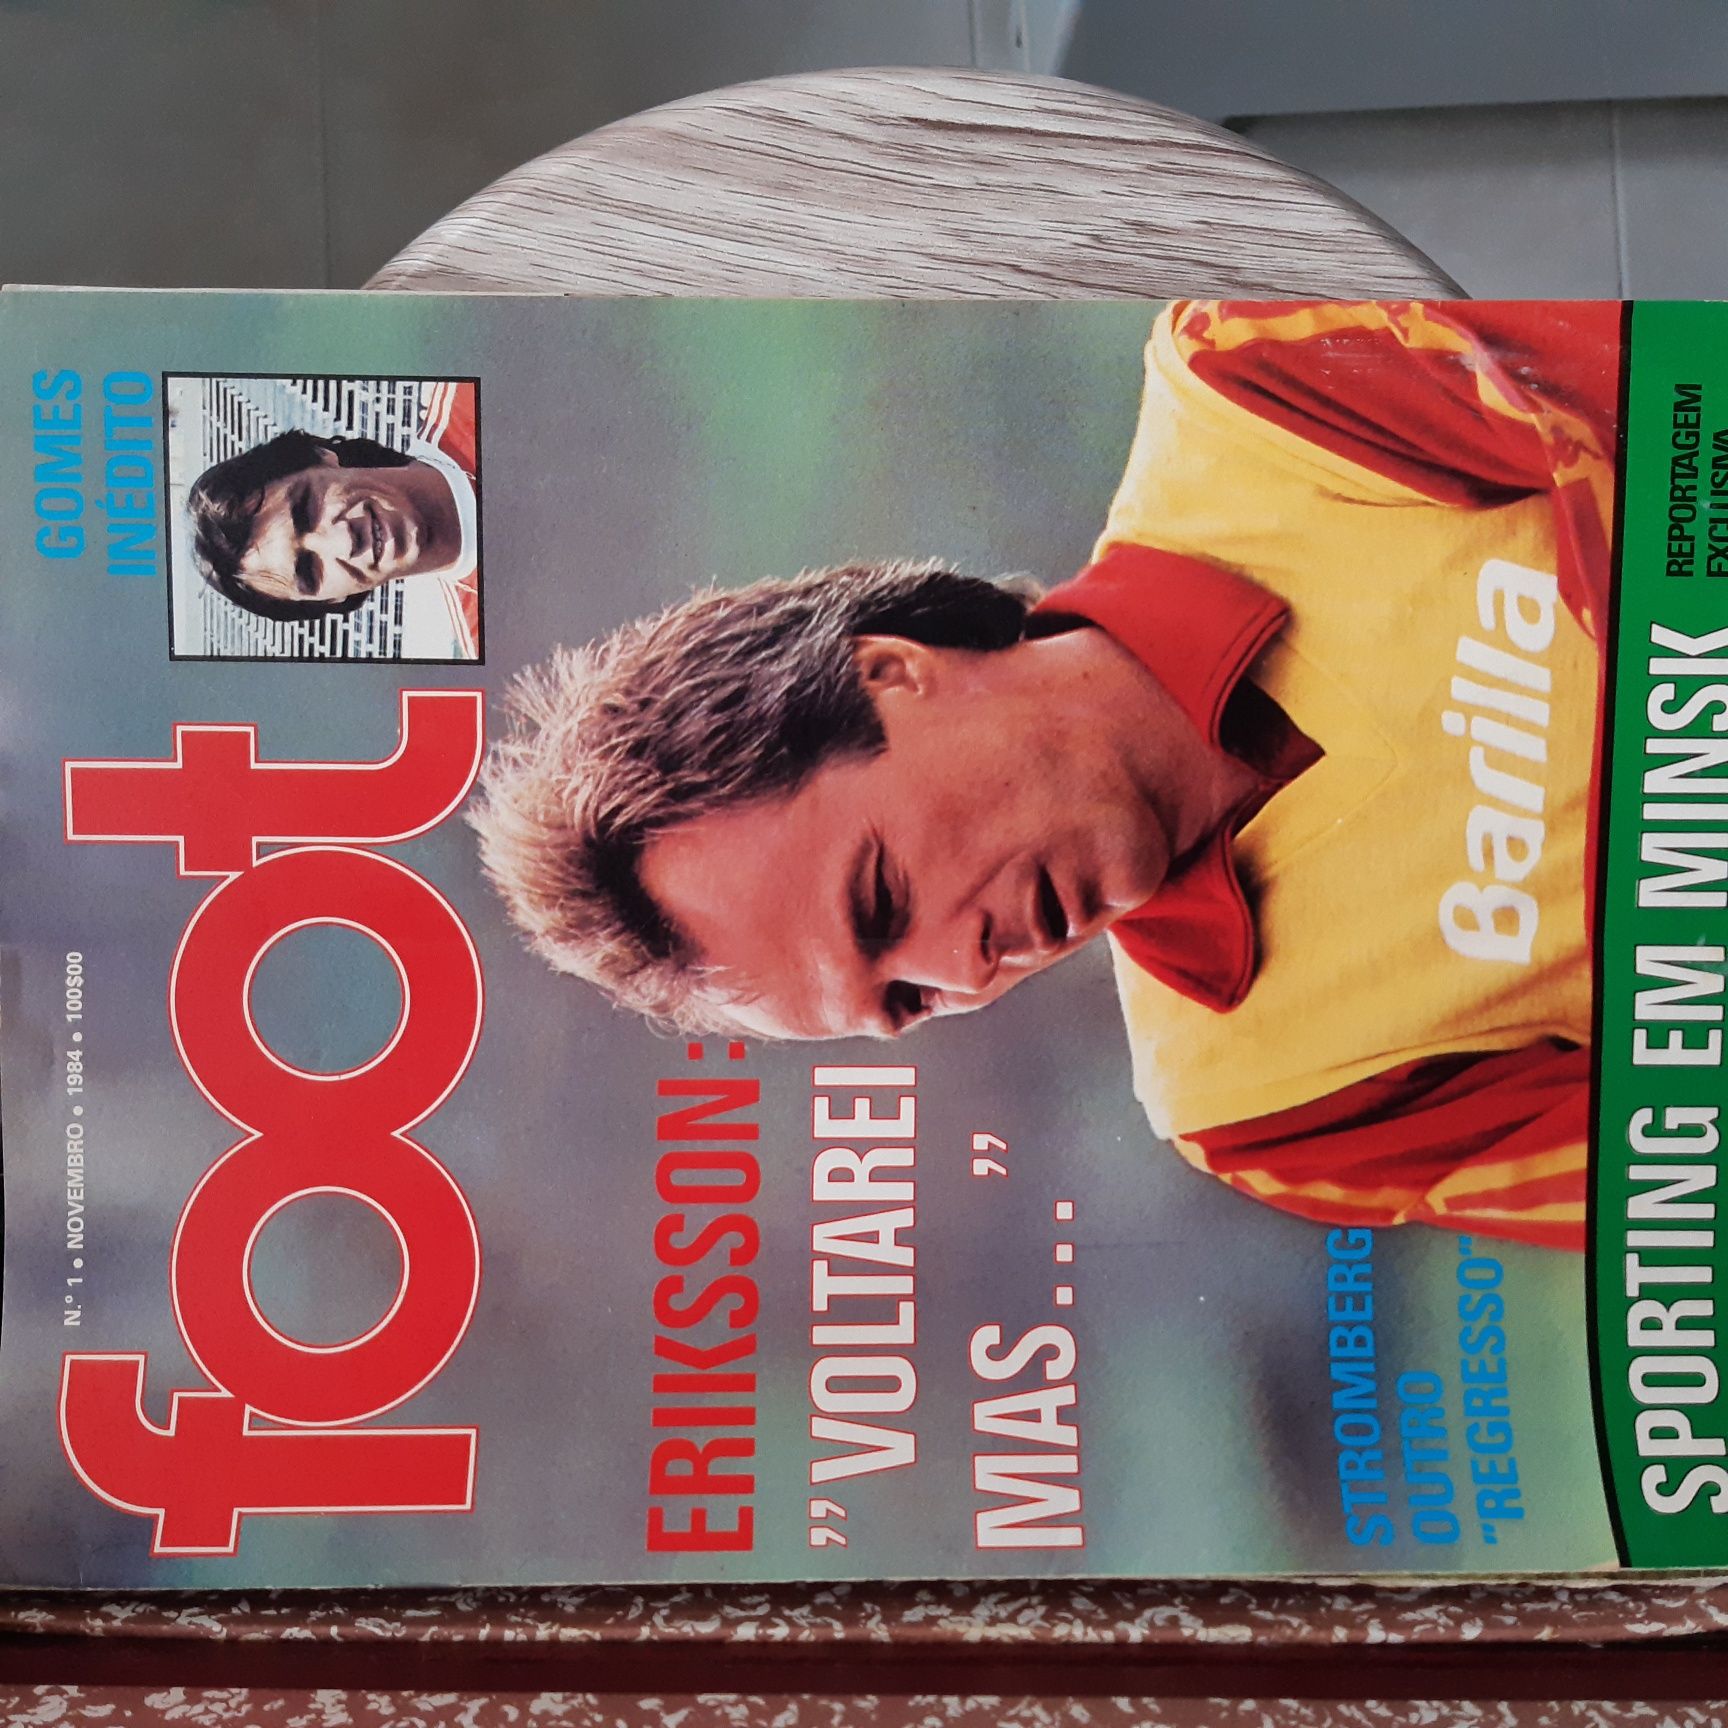 N.º 1 • NOVEMBRO • 1984 • 100$00
foot
GOMES
INÉDITO
ERIKSSON:
"VOLTAREI
MAS..."
Barilla
STROMBERG
OUTRO
"REGRESSO"
SPORTING EM MINSK
REPORTAGEM
EXCLUSIVA